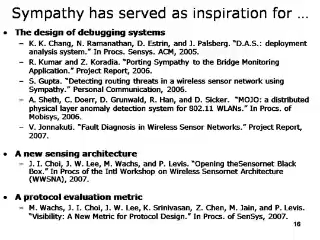 Sympathy has served as inspiration for ...
• The design of debugging systems
– K. K. Chang, N. Ramanathan, D. Estrin, and J. Palsberg. "D.A.S.: deployment
analysis system." In Procs. Sensys. ACM, 2005.
– R. Kumar and Z. Koradia. "Porting Sympathy to the Bridge Monitoring
Application." Project Report, 2006.
– S. Gupta. "Detecting routing threats in a wireless sensor network using
Sympathy." Personal Communication, 2006.
– A. Sheth, C. Doerr, D. Grunwald, R. Han, and D. Sicker. "MOJO: a distributed
physical layer anomaly detection system for 802.11 WLANs." In Procs. of
Mobisys, 2006.
– V. Jonnakuti. "Fault Diagnosis in Wireless Sensor Networks." Project Report,
2007.
• A new sensing architecture
– J. I. Choi, J. W. Lee, M. Wachs, and P. Levis. "Opening theSensornet Black
Box." In Procs of the Intl Workshop on Wireless Sensornet Architecture
(WWSNA), 2007.
• A protocol evaluation metric
– M. Wachs, J. I. Choi, J. W. Lee, K. Srinivasan, Z. Chen, M. Jain, and P. Levis.
"Visibility: A New Metric for Protocol Design." In Procs. of SenSys, 2007.
16